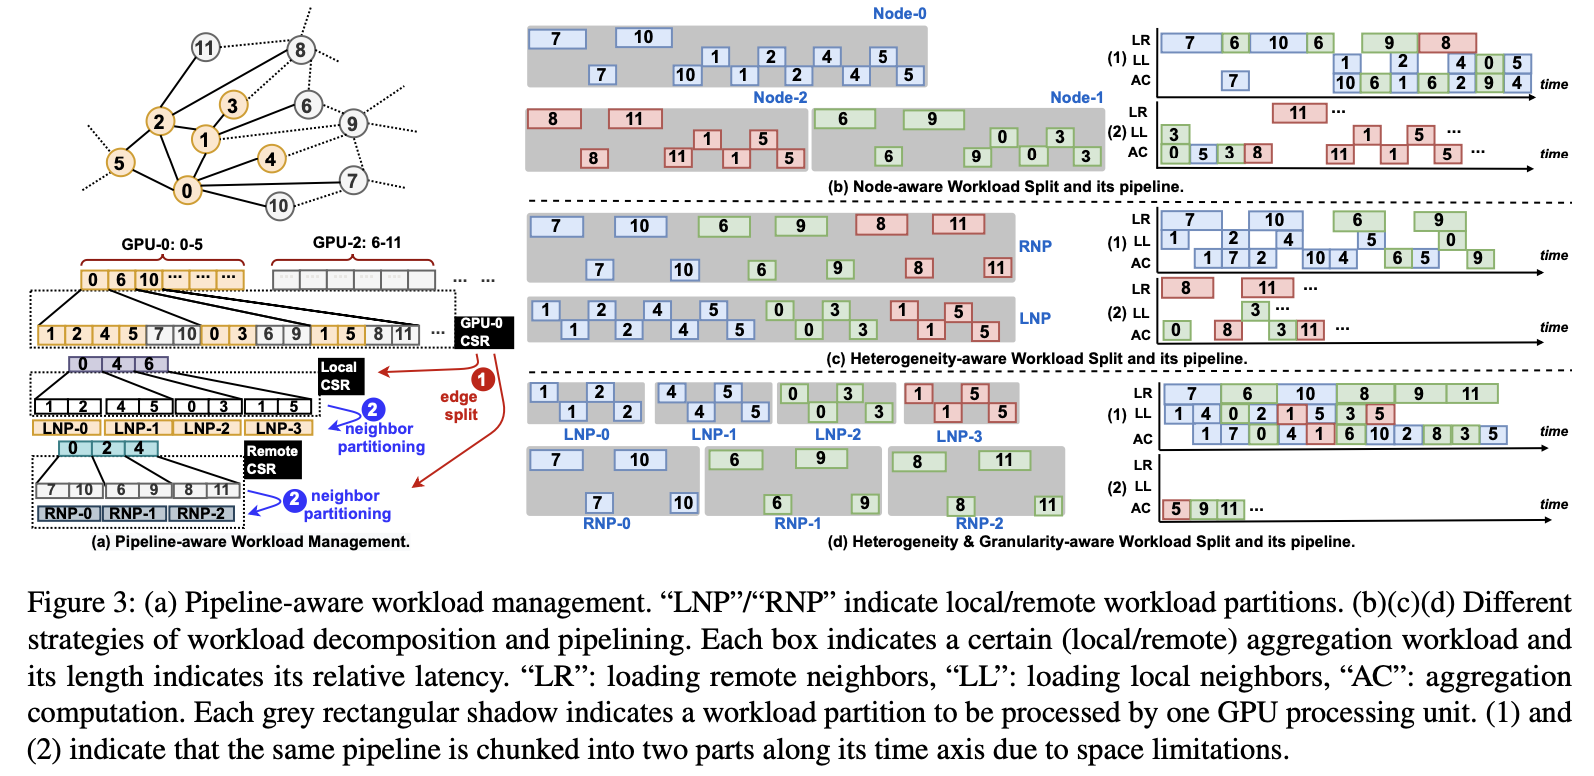 11
8
3
6
2
1
9
5
4
0
7
10
GPU-0: 0-5
GPU-2: 6-11
0 6 10 ... ... ...
... ...
1 2 4 5 7 10 0 3 6 9 1 5 8 11 ...
GPU-0
CSR
0 4 6
Local
CSR
1
edge
split
1 2 4 5 0 3 1 5
2
neighbor
partitioning
LNP-0 LNP-1 LNP-2 LNP-3
0 2 4
Remote
CSR
7 10 6 9 8 11
2 neighbor
partitioning
RNP-0 RNP-1 RNP-2
(a) Pipeline-aware Workload Management.
Node-0
7 10
1 2 4 5
7 10 1 2 4 5
Node-2
8 11
1 5
8 11 1 5
Node-1
6 9
0 3
6 9 0 3
(1)
LR 7 6 10 6 9 8
LL 1 2 4 0 5
AC 7 10 6 1 6 2 9 4
time
(2)
LR 11 ...
LL 3 1 5 ...
AC 0 5 3 8 11 1 5 ...
time
(b) Node-aware Workload Split and its pipeline.
7 10 6 9 8 11
RNP
7 10 6 9 8 11
1 2 4 5 0 3 1 5
LNP
1 2 4 5 0 3 1 5
(1)
LR 7 10 6 9
LL 1 2 4 5 0
AC 1 7 2 10 4 6 5 9
time
(2)
LR 8 11 ...
LL 3 ...
AC 0 8 3 11 ...
time
(c) Heterogeneity-aware Workload Split and its pipeline.
1 2
1 2
LNP-0
4 5
4 5
LNP-1
0 3
0 3
LNP-2
1 5
1 5
LNP-3
7 10
7 10
RNP-0
6 9
6 9
RNP-1
8 11
8 11
RNP-2
(1)
LR 7 6 10 8 9 11
LL 1 4 0 2 1 5 3 5
AC 1 7 0 4 1 6 10 2 8 3 5
time
(2)
LR
LL
AC 5 9 11 ...
time
(d) Heterogeneity & Granularity-aware Workload Split and its pipeline.
Figure 3: (a) Pipeline-aware workload management. “LNP”/“RNP” indicate local/remote workload partitions. (b)(c)(d) Different
strategies of workload decomposition and pipelining. Each box indicates a certain (local/remote) aggregation workload and
its length indicates its relative latency. “LR”: loading remote neighbors, “LL”: loading local neighbors, “AC”: aggregation
computation. Each grey rectangular shadow indicates a workload partition to be processed by one GPU processing unit. (1) and
(2) indicate that the same pipeline is chunked into two parts along its time axis due to space limitations.